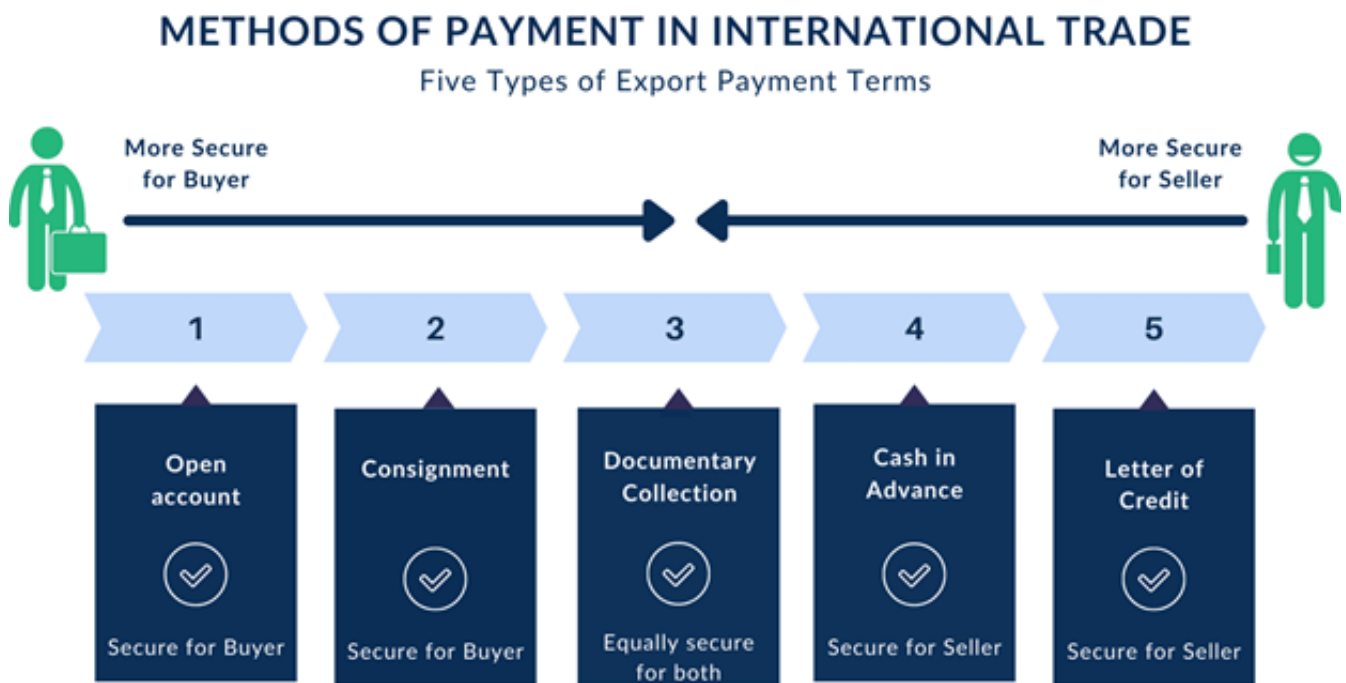 METHODS OF PAYMENT IN INTERNATIONAL TRADE
Five Types of Export Payment Terms
More Secure
for Buyer
More Secure
for Seller
1
2
3
4
5
Open
account
Secure for Buyer
Consignment
Secure for Buyer
Documentary
Collection
Equally secure
for both
Cash in
Advance
Secure for Seller
Letter of
Credit
Secure for Seller